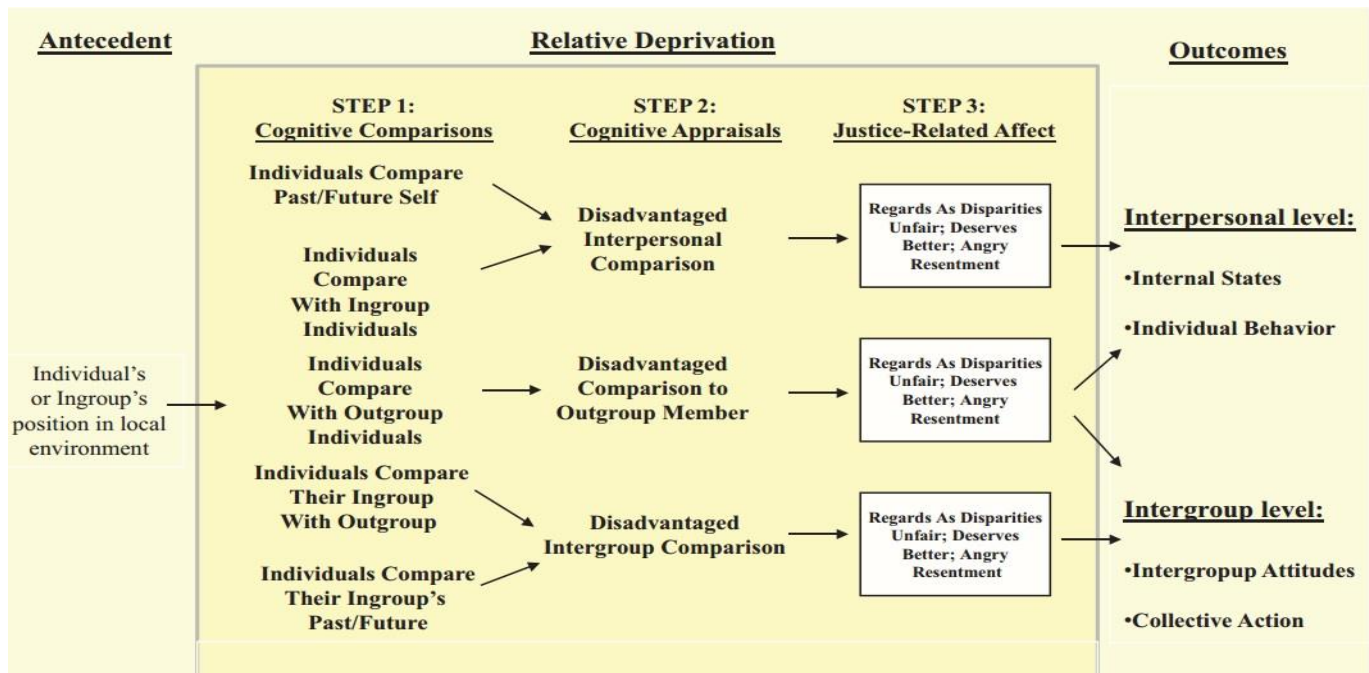 Antecedent
Relative Deprivation
Outcomes
STEP 1:
Cognitive Comparisons
STEP 2:
Cognitive Appraisals
STEP 3:
Justice-Related Affect
Individuals Compare
Past/Future Self
Individuals
Compare
With Ingroup
Individuals
Individuals
Compare
With Outgroup
Individuals
Individuals Compare
Their Ingroup
With Outgroup
Individuals Compare
Their Ingroup's
Past/Future
Individual's
or Ingroup's
position in local
environment
Disadvantaged
Interpersonal
Comparison
Disadvantaged
Comparison to
Outgroup Member
Disadvantaged
Intergroup Comparison
Regards As Disparities
Unfair; Deserves
Better; Angry
Resentment
Regards As Disparities
Unfair; Deserves
Better; Angry
Resentment
Regards As Disparities
Unfair; Deserves
Better; Angry
Resentment
Interpersonal level:
•Internal States
•Individual Behavior
Intergroup level:
•Intergropup Attitudes
•Collective Action